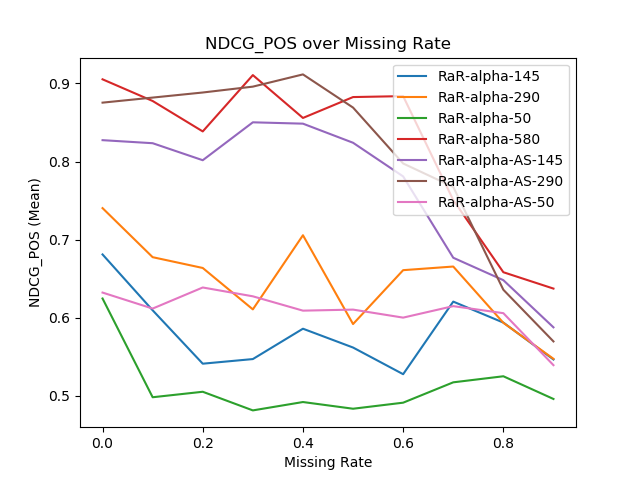 NDCG_POS over Missing Rate
RaR-alpha-145
RaR-alpha-290
RaR-alpha-50
RaR-alpha-580
RaR-alpha-AS-145
RaR-alpha-AS-290
RaR-alpha-AS-50
NDCG_POS (Mean)
0.9
0.8
0.7
0.6
0.5
0.0
0.2
0.4
0.6
0.8
Missing Rate